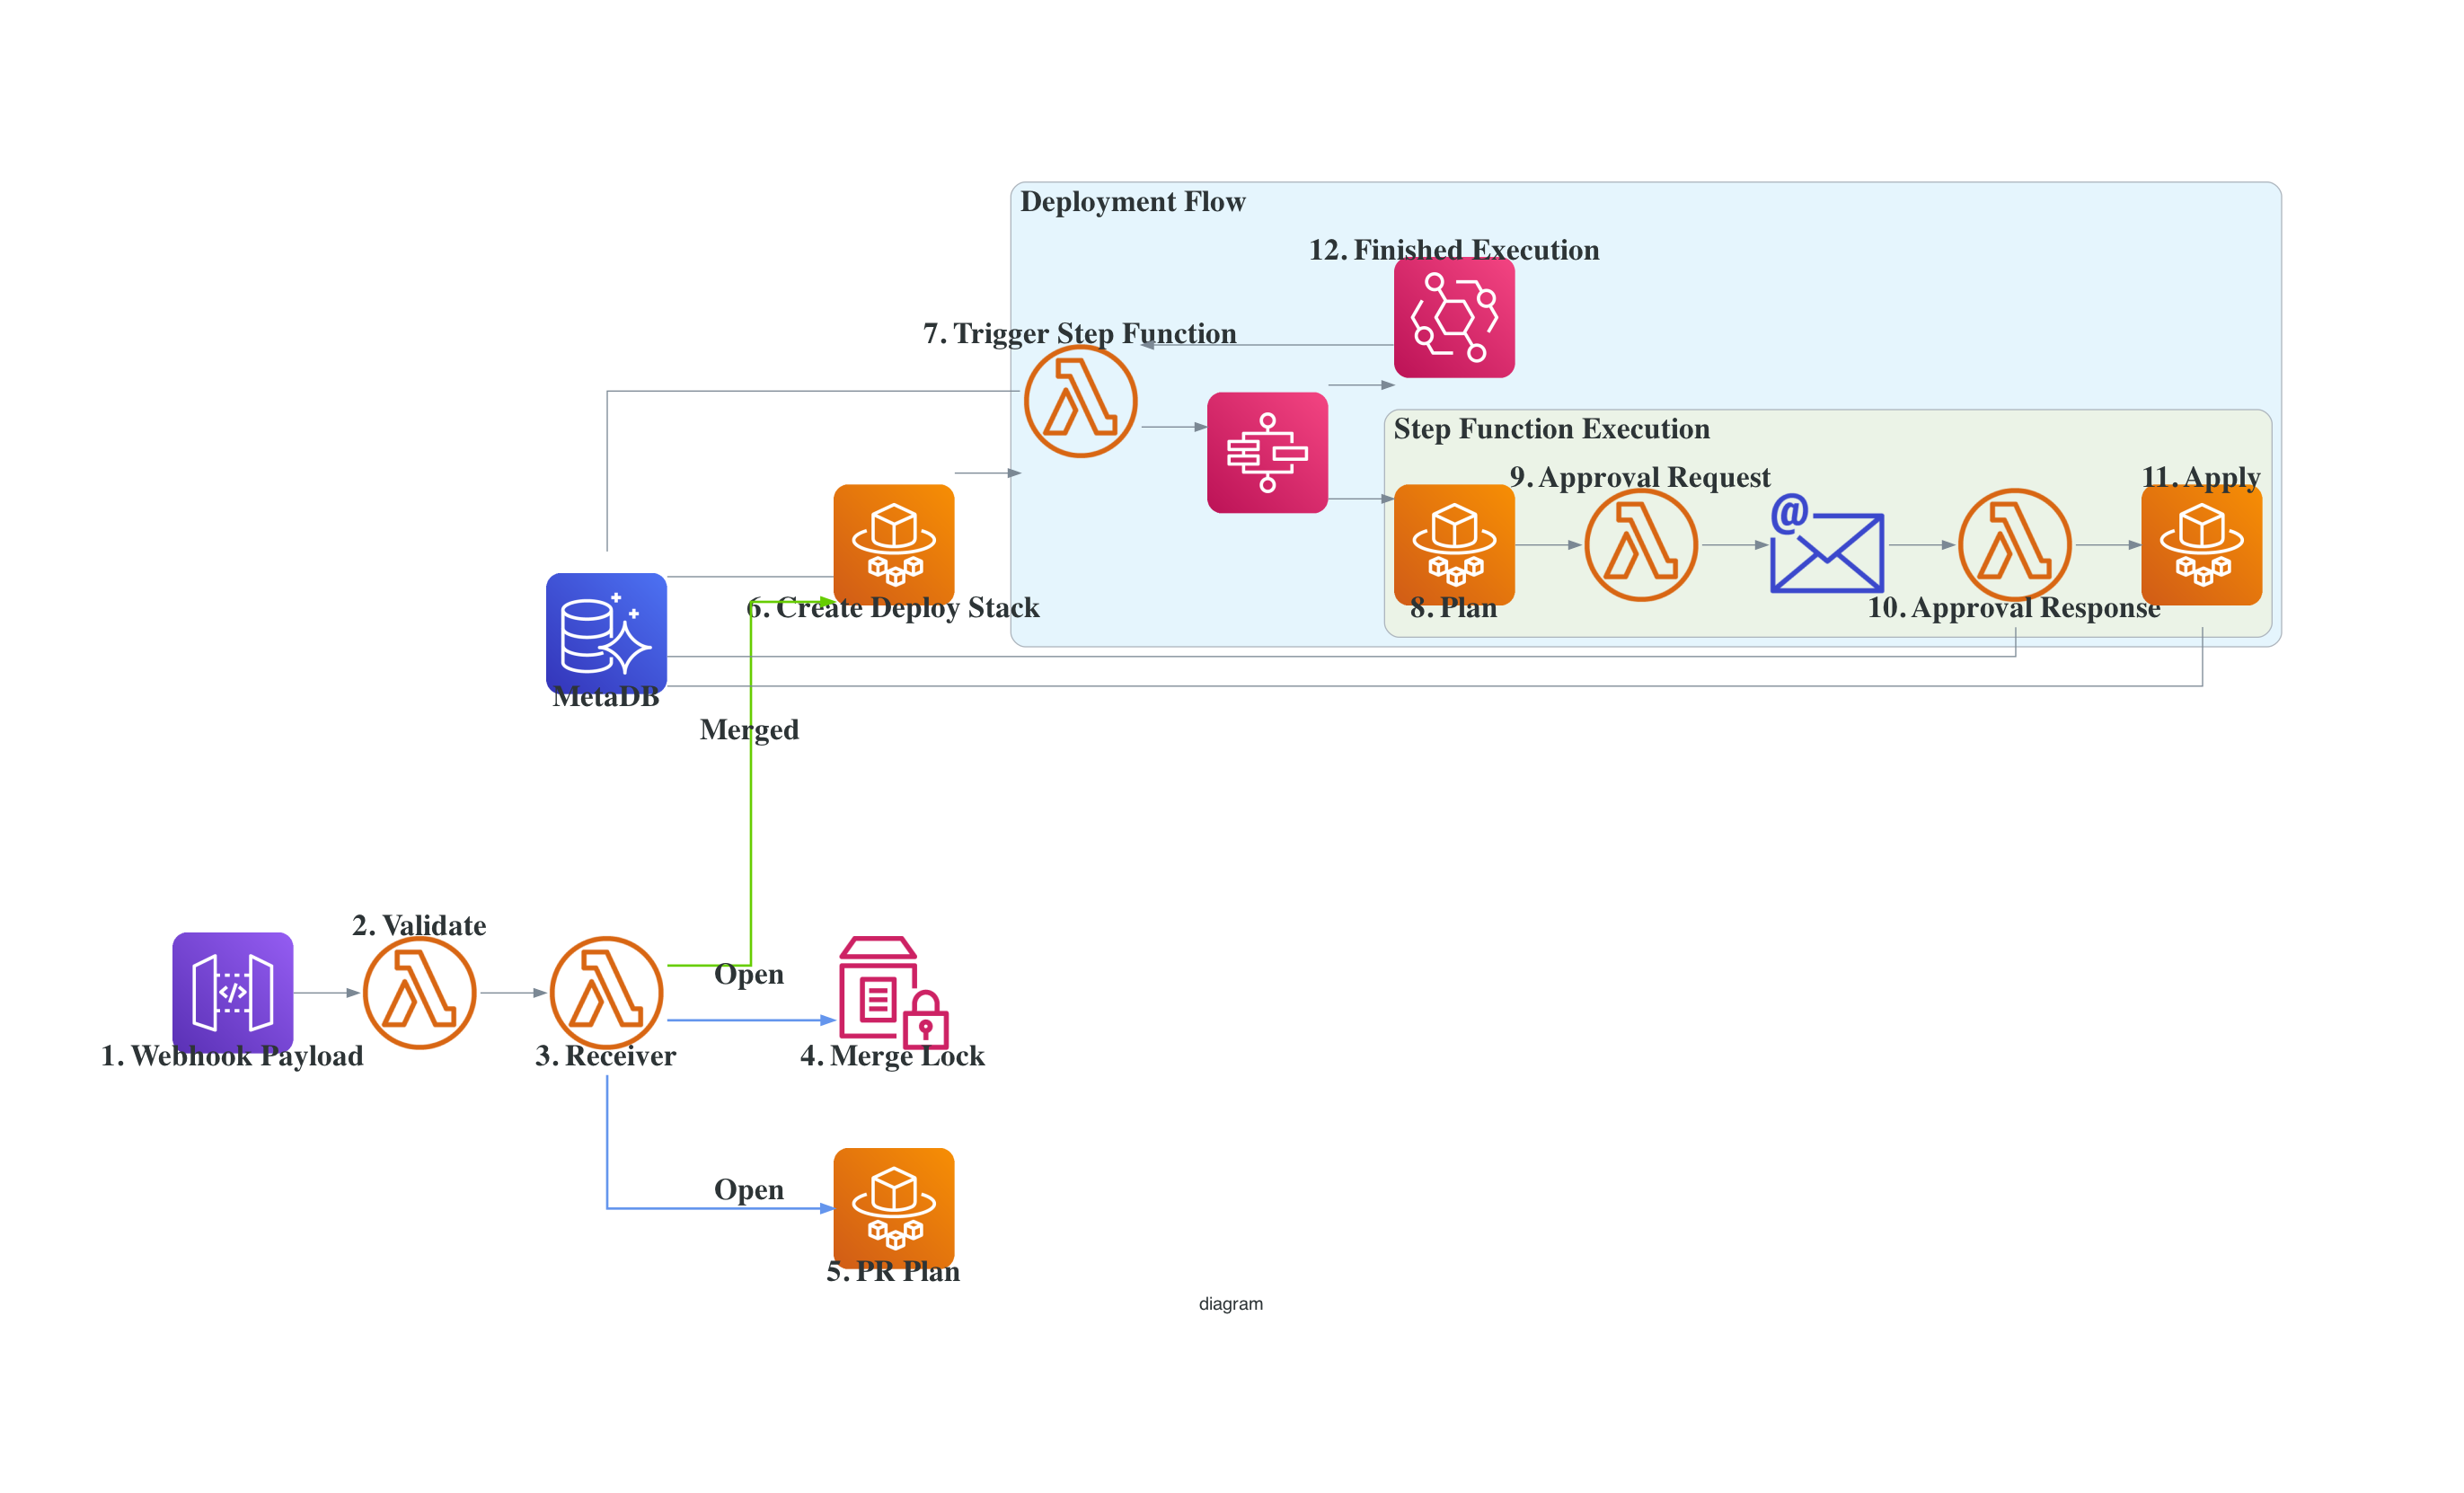 Deployment Flow
12. Finished Execution
7. Trigger Step Function
Step Function Execution
9. Approval Request
11. Apply
6. Create Deploy Stack
8. Plan
10. Approval Response
MetaDB
Merged
2. Validate
Open
1. Webhook Payload
3. Receiver
4. Merge Lock
Open
5. PR Plan
diagram